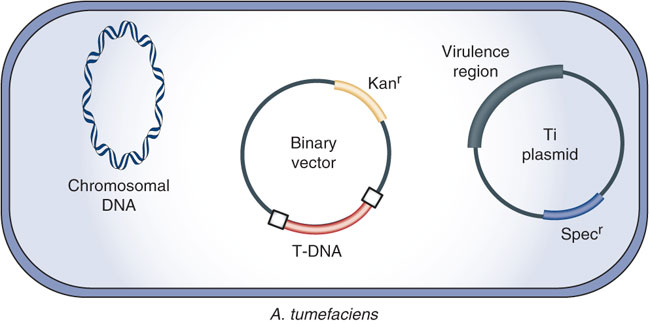 Chromosomal
DNA
Kanʳ
Binary
vector
T-DNA
Virulence
region
Ti
plasmid
Specʳ
A. tumefaciens